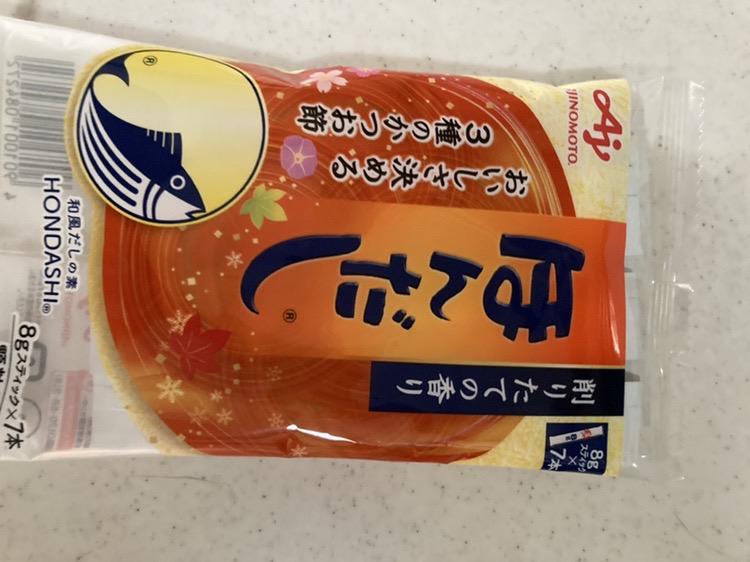 Aj
AJINOMOTO®
3種のかつお節
おいしさ決める
®
ほんだし®
削りたての香り
8g
スティック
×
7本
和風だしの素
HONDASHI®
8gスティック×7本